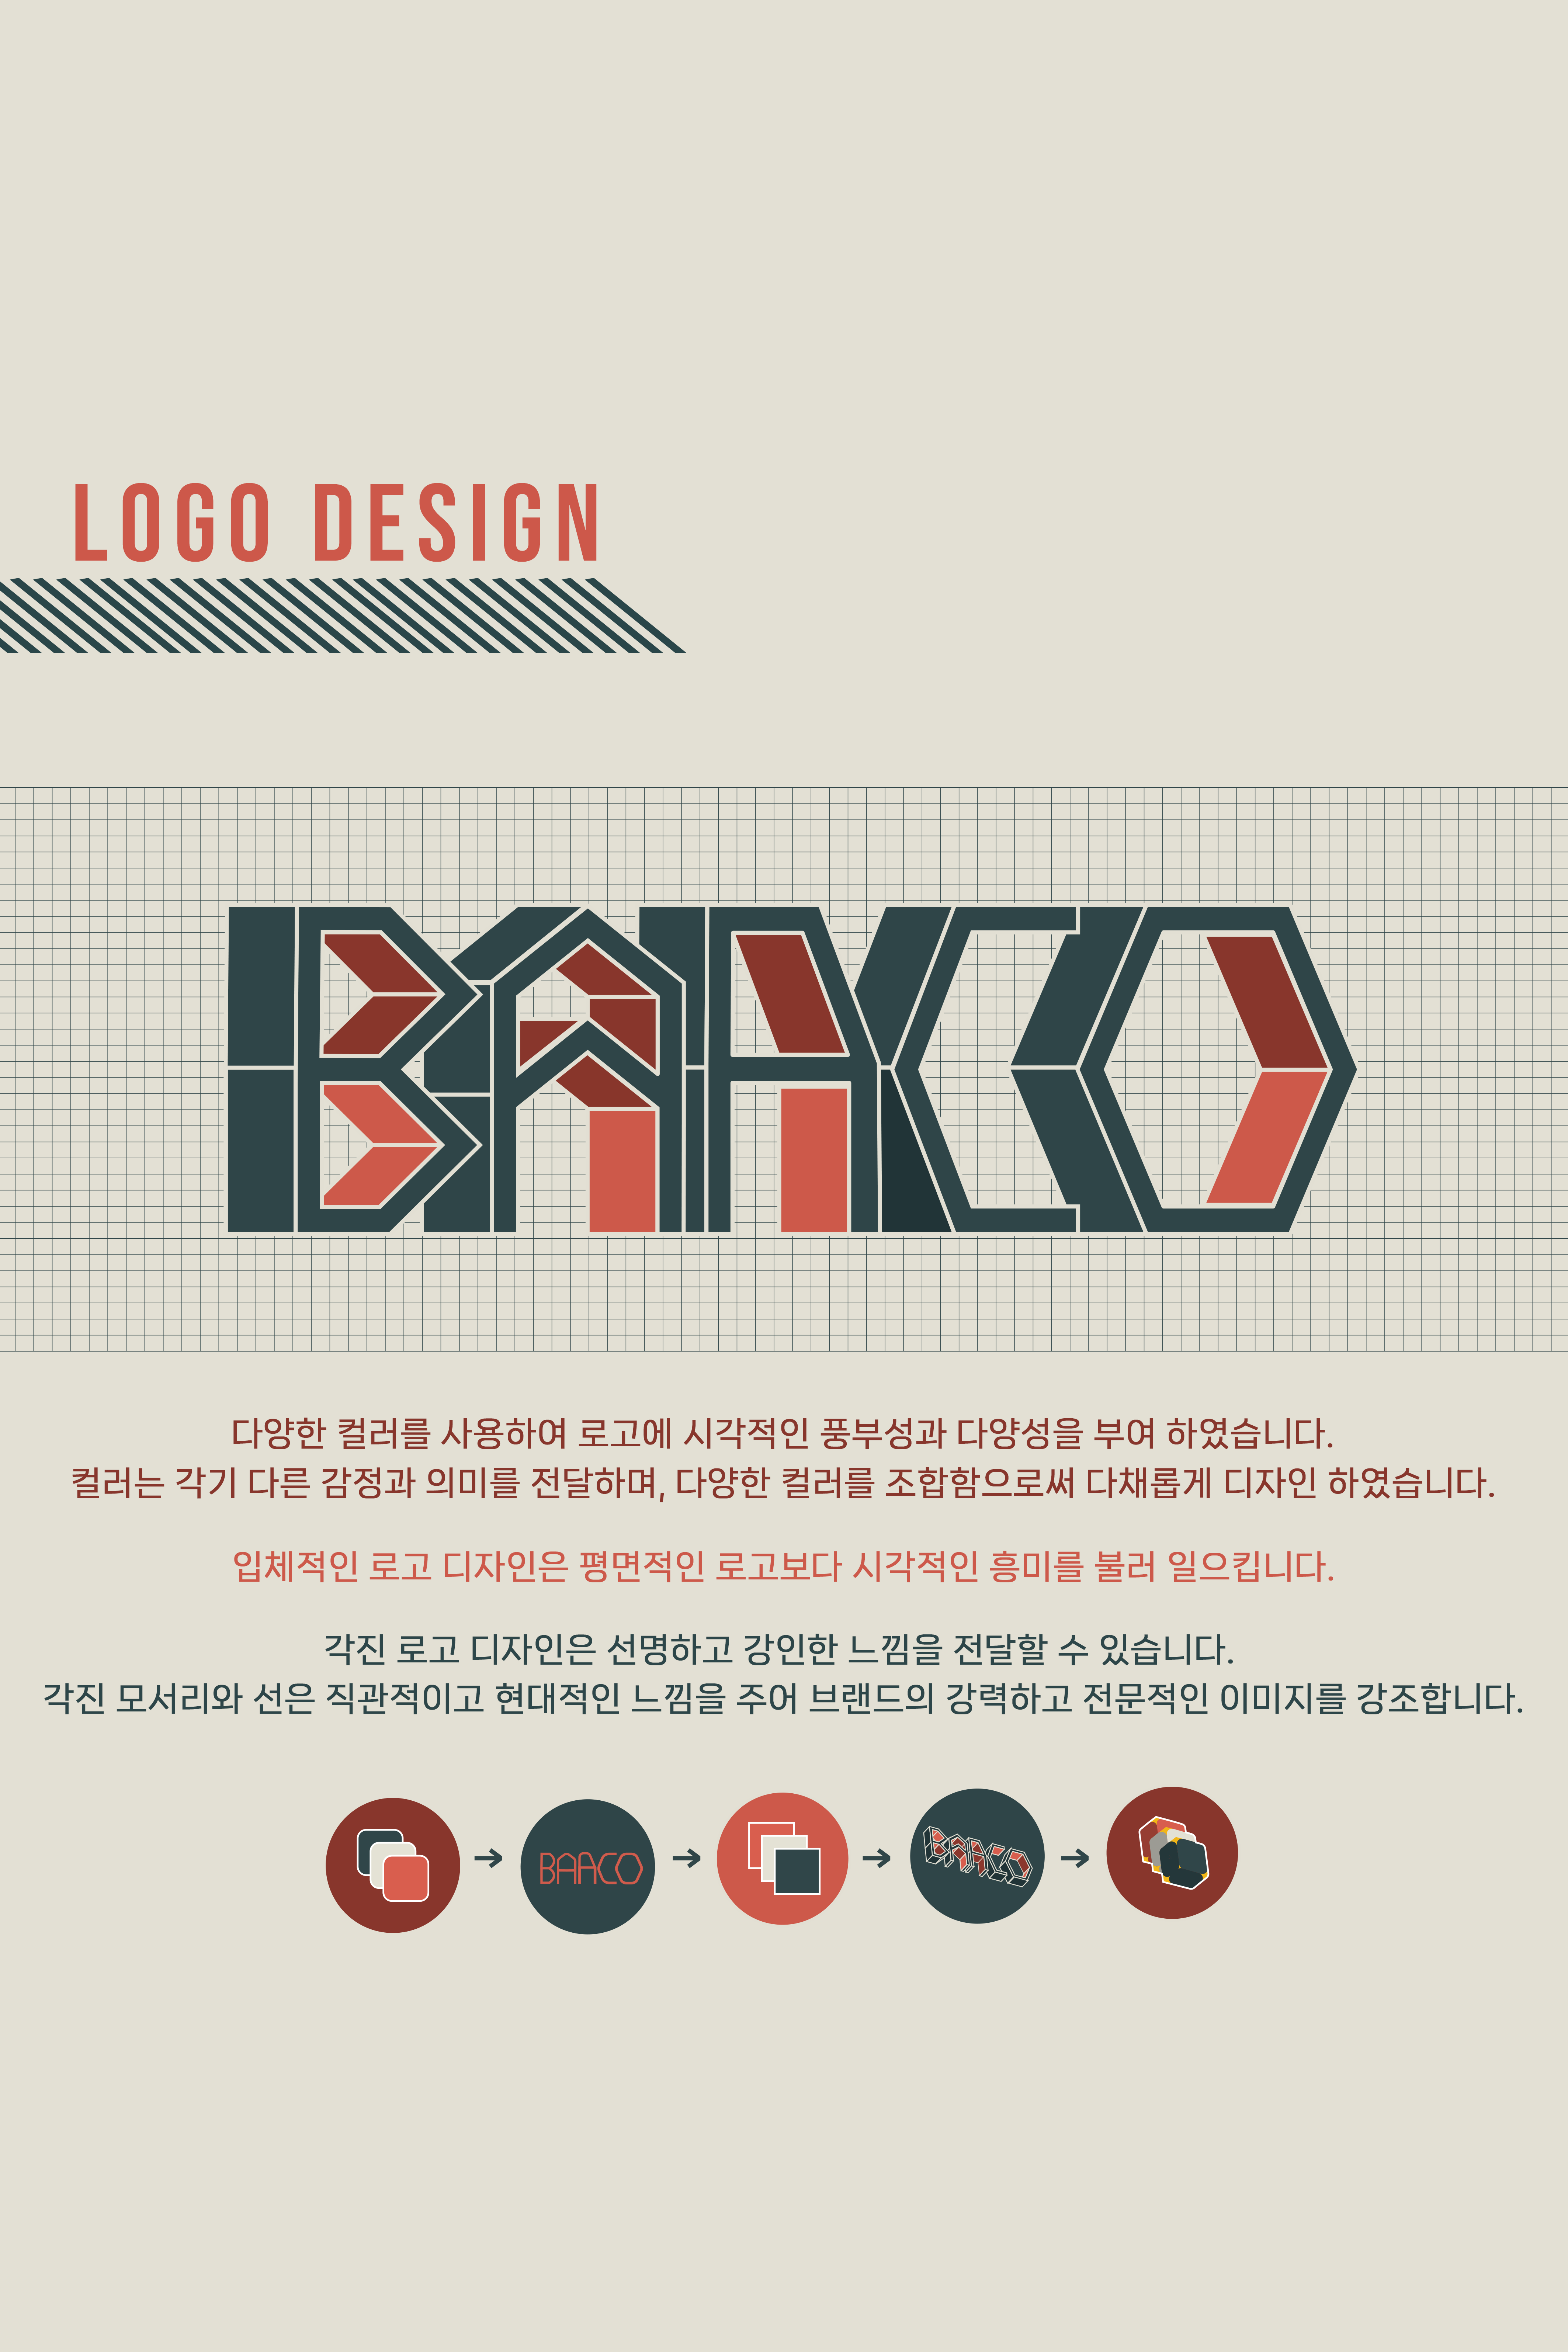 LOGO DESIGN
BAACO
다양한 컬러를 사용하여 로고에 시각적인 풍부성과 다양성을 부여 하였습니다.
컬러는 각기 다른 감정과 의미를 전달하며, 다양한 컬러를 조합함으로써 다채롭게 디자인 하였습니다.
입체적인 로고 디자인은 평면적인 로고보다 시각적인 흥미를 불러 일으킵니다.
각진 로고 디자인은 선명하고 강인한 느낌을 전달할 수 있습니다.
각진 모서리와 선은 직관적이고 현대적인 느낌을 주어 브랜드의 강력하고 전문적인 이미지를 강조합니다.
BAACO
BAACO